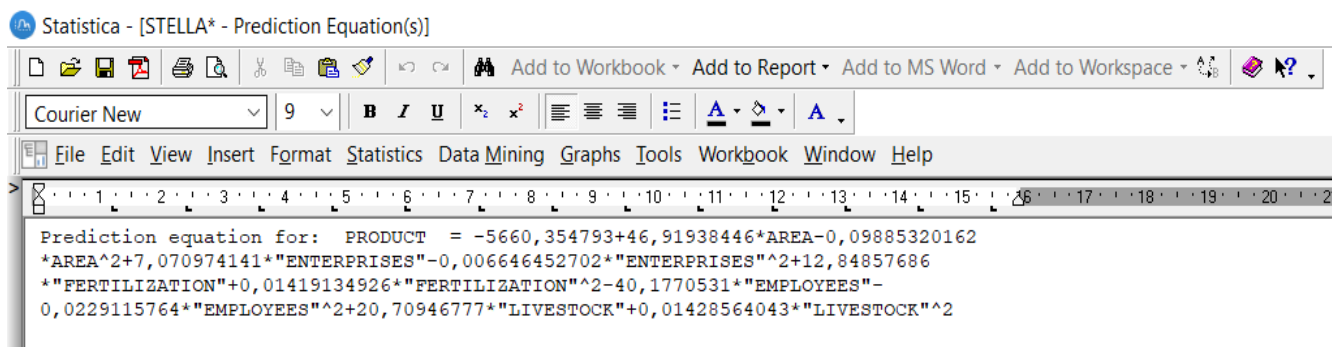 Statistica - [STELLA* - Prediction Equation(s)]
Add to Workbook Add to Report Add to MS Word Add to Workspace
Courier New 9 B I U x₂ x² A A
File Edit View Insert Format Statistics Data Mining Graphs Tools Workbook Window Help
1 2 3 4 5 6 7 8 9 10 11 12 13 14 15 16 17 18 19 20 2
Prediction equation for: PRODUCT = -5660,354793+46,91938446*AREA-0,09885320162
*AREA^2+7,070974141*"ENTERPRISES"-0,006646452702*"ENTERPRISES"^2+12,84857686
*"FERTILIZATION"+0,01419134926*"FERTILIZATION"^2-40,1770531*"EMPLOYEES"-
0,0229115764*"EMPLOYEES"^2+20,70946777*"LIVESTOCK"+0,01428564043*"LIVESTOCK"^2